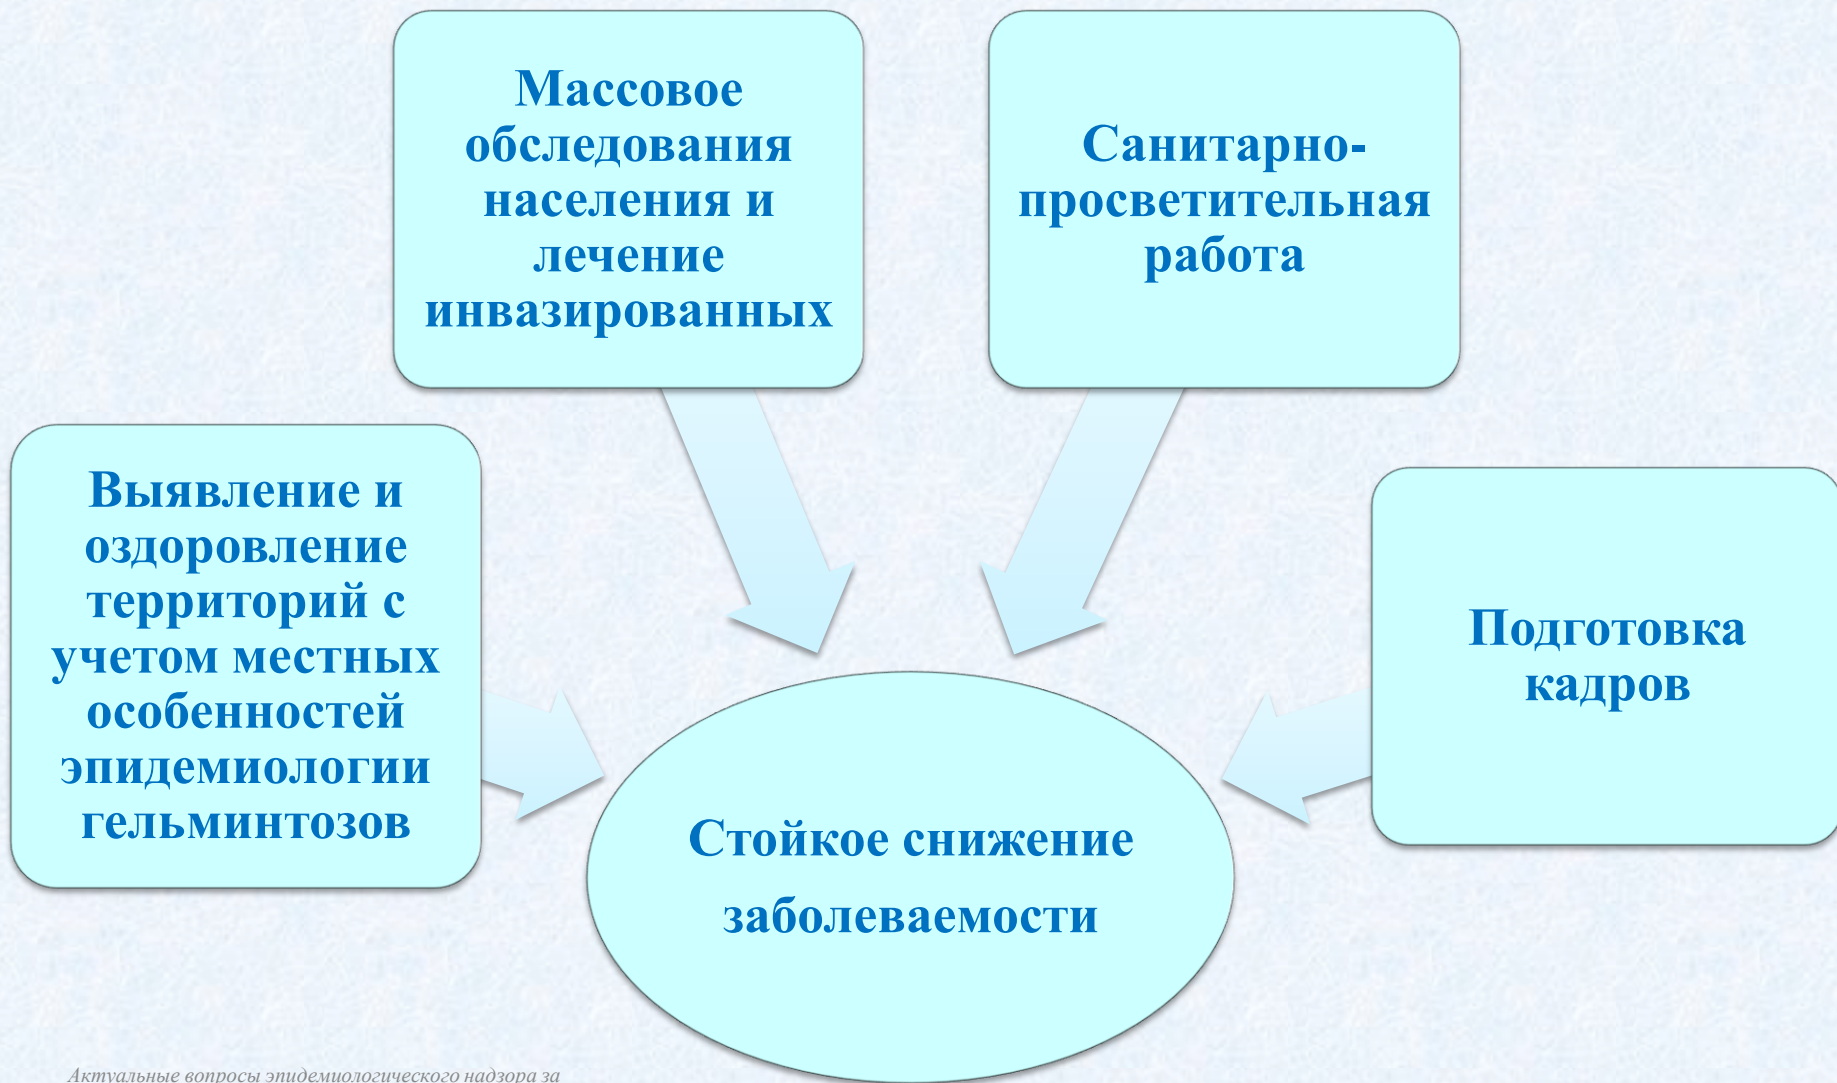 Массовое
обследования
населения и
лечение
инвазированных
Санитарно-
просветительная
работа
Выявление и
оздоровление
территорий с
учетом местных
особенностей
эпидемиологии
гельминтозов
Подготовка
кадров
Стойкое снижение
заболеваемости
Актуальные вопросы эпидемиологического надзора за